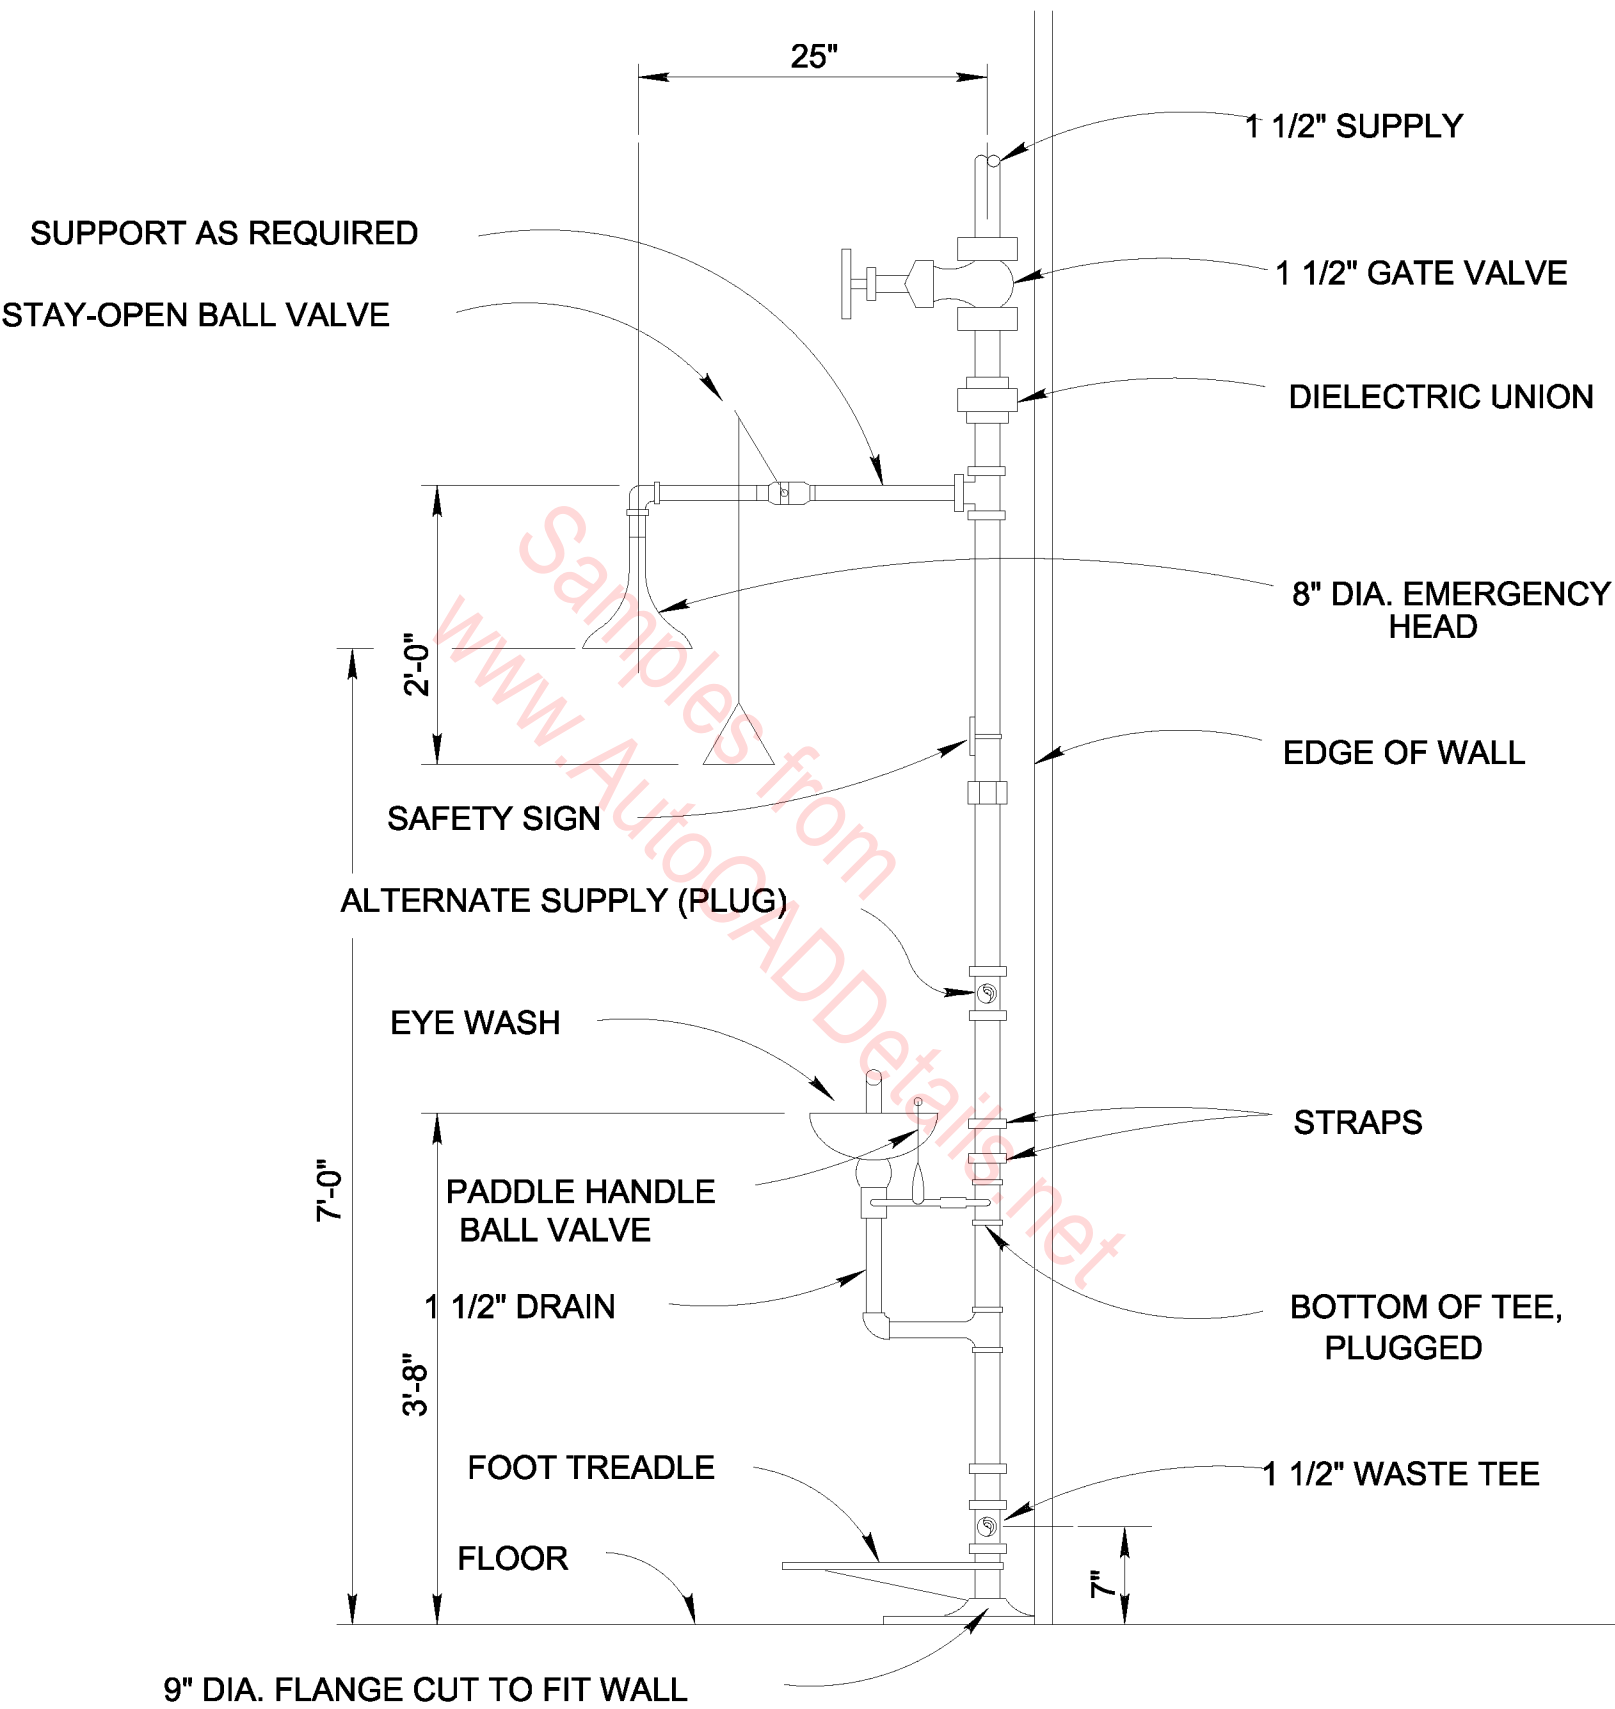 25"
1 1/2" SUPPLY
SUPPORT AS REQUIRED
1 1/2" GATE VALVE
STAY-OPEN BALL VALVE
DIELECTRIC UNION
8" DIA. EMERGENCY
HEAD
2'-0"
EDGE OF WALL
SAFETY SIGN
ALTERNATE SUPPLY (PLUG)
EYE WASH
STRAPS
7'-0"
PADDLE HANDLE
BALL VALVE
1 1/2" DRAIN
BOTTOM OF TEE,
PLUGGED
3'-8"
FOOT TREADLE
1 1/2" WASTE TEE
FLOOR
7"
9" DIA. FLANGE CUT TO FIT WALL
Samples from
www.AutoCADDetails.net